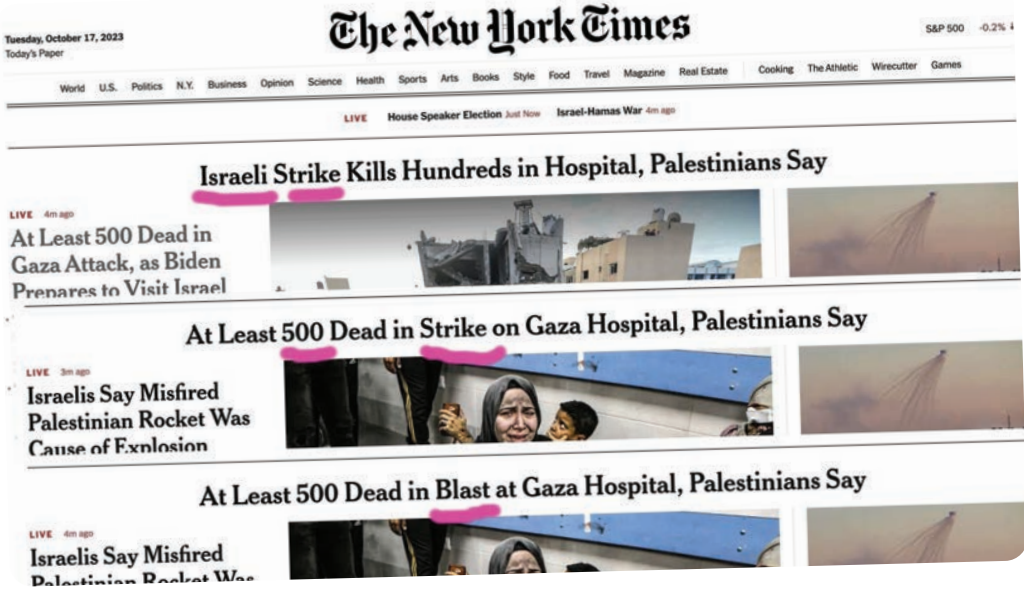 The New York Times
Tuesday, October 17, 2023
Today's Paper
S&P 500 -0.2%
World U.S. Politics N.Y. Business Opinion Science Health Sports Arts Books Style Food Travel Magazine Real Estate Cooking The Athletic Wirecutter Games
LIVE House Speaker Election Just Now Israel-Hamas War 4m ago
Israeli Strike Kills Hundreds in Hospital, Palestinians Say
LIVE 4m ago
At Least 500 Dead in
Gaza Attack, as Biden
Prepares to Visit Israel
At Least 500 Dead in Strike on Gaza Hospital, Palestinians Say
LIVE 3m ago
Israelis Say Misfired
Palestinian Rocket Was
Cause of Explosion
At Least 500 Dead in Blast at Gaza Hospital, Palestinians Say
LIVE 4m ago
Israelis Say Misfired
Palestinian Rocket Was